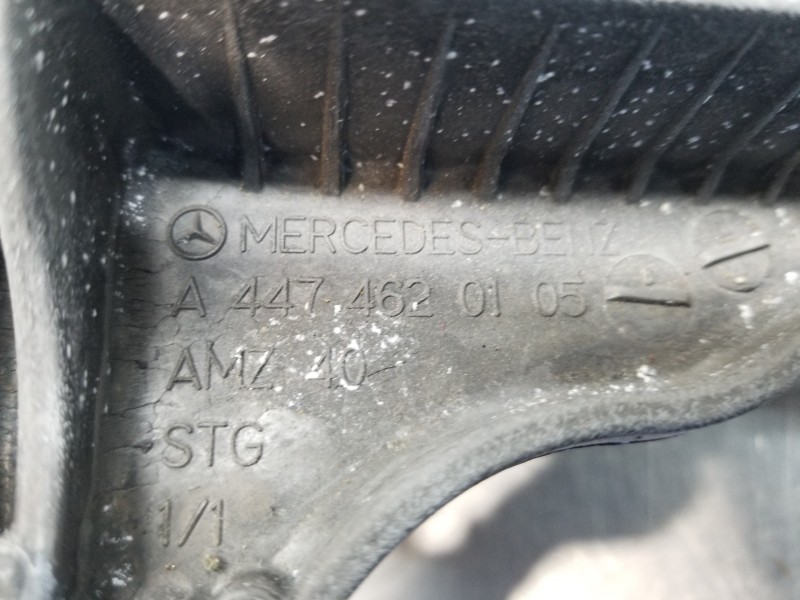 MERCEDES-BENZ
A 447 462 01 05
AMZ 40
STG
1/1